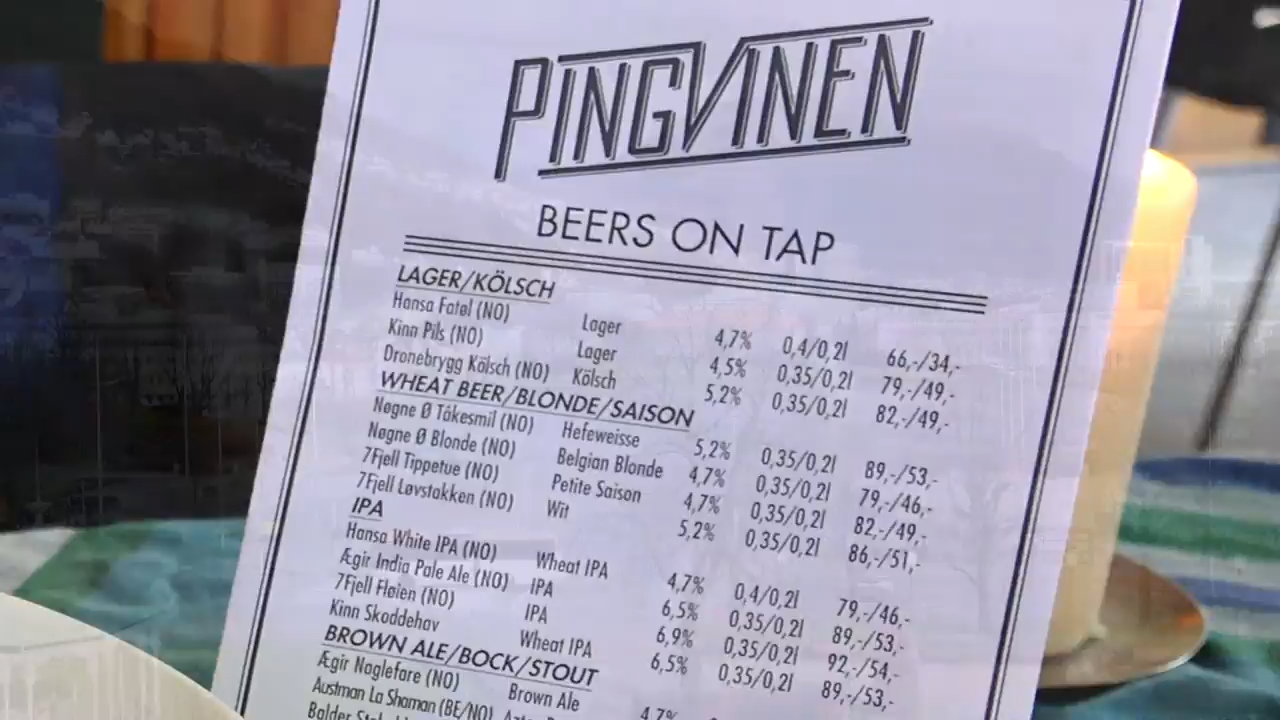 PINGVINEN
BEERS ON TAP
LAGER/KÖLSCH
Hansa Fatøl (NO) Lager 4,7% 0,4/0,2l 66,-/34,-
Kinn Pils (NO) Lager 4,5% 0,35/0,2l 79,-/49,-
Dronebrygg Kölsch (NO) Kölsch 5,2% 0,35/0,2l 82,-/49,-
WHEAT BEER/BLONDE/SAISON
Nøgne Ø Tåkesmil (NO) Hefeweisse 5,2% 0,35/0,2l 89,-/53,-
Nøgne Ø Blonde (NO) Belgian Blonde 4,7% 0,35/0,2l 79,-/46,-
7Fjell Tippetue (NO) Petite Saison 4,7% 0,35/0,2l 82,-/49,-
7Fjell Løvstakken (NO) Wit 5,2% 0,35/0,2l 86,-/51,-
IPA
Hansa White IPA (NO) Wheat IPA 4,7% 0,4/0,2l 79,-/46,-
Ægir India Pale Ale (NO) IPA 6,5% 0,35/0,2l 89,-/53,-
7Fjell Fløien (NO) IPA 6,9% 0,35/0,2l 92,-/54,-
Kinn Skoddehav Wheat IPA 6,5% 0,35/0,2l 89,-/53,-
BROWN ALE/BOCK/STOUT
Ægir Naglefare (NO) Brown Ale 4,7%
Austman La Shaman (BE/NO)
Balder